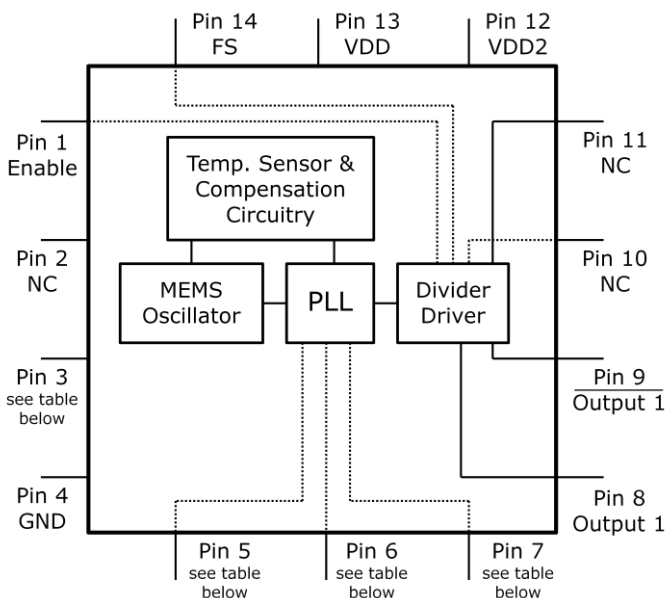 Pin 14
FS
Pin 13
VDD
Pin 12
VDD2
Pin 1
Enable
Pin 11
NC
Temp. Sensor &
Compensation
Circuitry
Pin 2
NC
Pin 10
NC
MEMS
Oscillator
PLL
Divider
Driver
Pin 3
see table
below
Pin 9
Output 1
Pin 4
GND
Pin 8
Output 1
Pin 5
see table
below
Pin 6
see table
below
Pin 7
see table
below